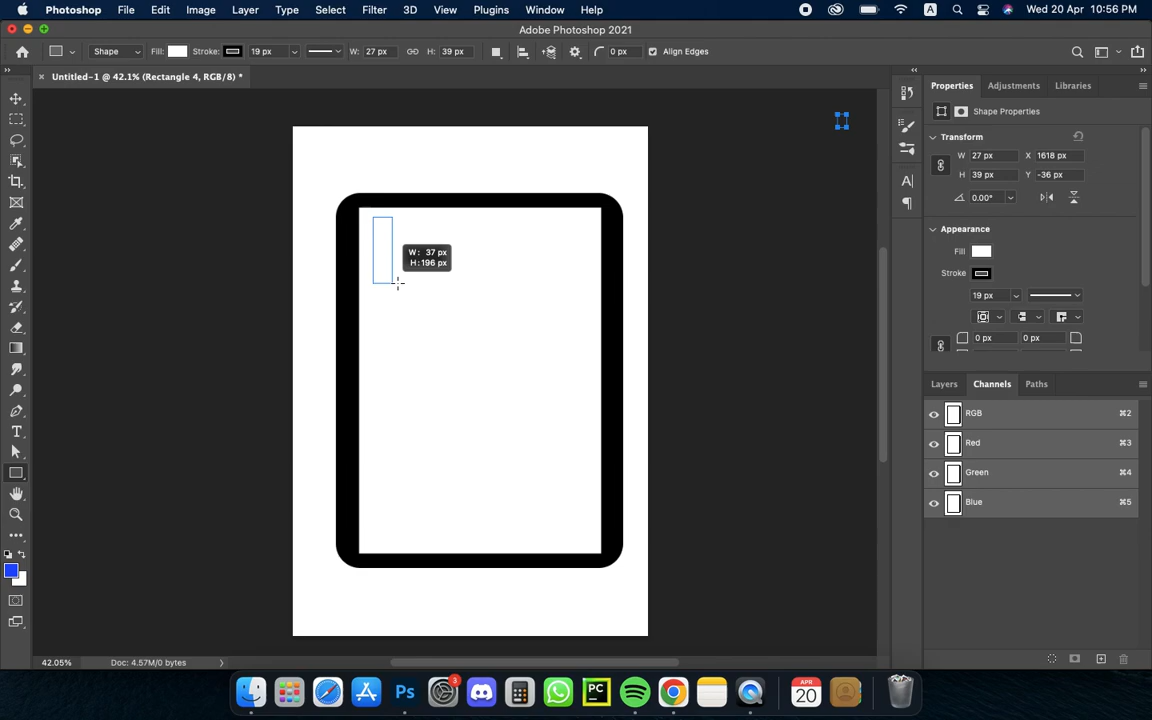 Photoshop File Edit Image Layer Type Select Filter 3D View Plugins Window Help A Wed 20 Apr 10:56 PM
Adobe Photoshop 2021
Shape Fill: Stroke: 19 px W: 27 px H: 39 px 0 px Align Edges
Untitled-1 @ 42.1% (Rectangle 4, RGB/8) *
Properties Adjustments Libraries
Shape Properties
Transform
W 27 px X 1618 px
H 39 px Y -36 px
0.00°
Appearance
Fill
Stroke
19 px
0 px 0 px
W: 37 px
H: 196 px
Layers Channels Paths
RGB ⌘2
Red ⌘3
Green ⌘4
Blue ⌘5
42.05% Doc: 4.57M/0 bytes
Ps
3
PC
APR
20